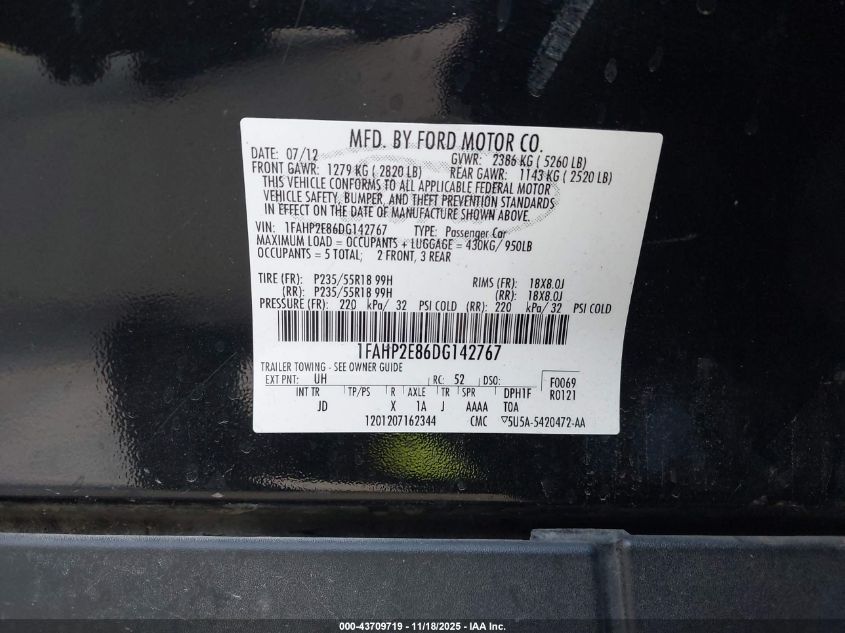 MFD. BY FORD MOTOR CO.
DATE: 07/12 GVWR: 2386 KG ( 5260 LB)
FRONT GAWR: 1279 KG ( 2820 LB) REAR GAWR: 1143 KG ( 2520 LB)
THIS VEHICLE CONFORMS TO ALL APPLICABLE FEDERAL MOTOR
VEHICLE SAFETY, BUMPER, AND THEFT PREVENTION STANDARDS
IN EFFECT ON THE DATE OF MANUFACTURE SHOWN ABOVE.
VIN: 1FAHP2E86DG142767 TYPE: Passenger Car
MAXIMUM LOAD = OCCUPANTS + LUGGAGE = 430KG/ 950LB
OCCUPANTS = 5 TOTAL; 2 FRONT, 3 REAR
TIRE (FR): P235/55R18 99H RIMS (FR): 18X8.0J
(RR): P235/55R18 99H (RR): 18X8.0J
PRESSURE (FR): 220 kPa/ 32 PSI COLD (RR): 220 kPa/ 32 PSI COLD
1FAHP2E86DG142767
TRAILER TOWING - SEE OWNER GUIDE
EXT PNT: UH RC: 52 DSO: F0069
INT TR TP/PS R AXLE TR SPR DPH1F R0121
JD X 1A J AAAA TOA
1201207162344 CMC ▽5U5A-5420472-AA
000-43709719 - 11/18/2025 - IAA Inc.